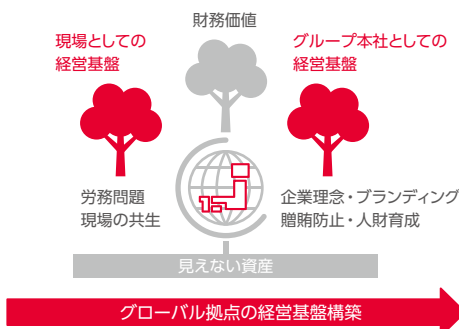 財務価値
現場としての
経営基盤
グループ本社としての
経営基盤
労務問題
現場の共生
企業理念・ブランディング
贈賄防止・人財育成
見えない資産
グローバル拠点の経営基盤構築